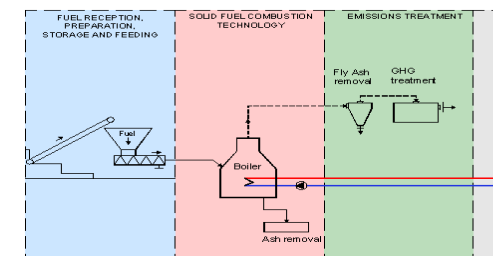 FUEL RECEPTION,
PREPARATION,
STORAGE AND FEEDING
SOLID FUEL COMBUSTION
TECHNOLOGY
EMISSIONS TREATMENT
Fly Ash
removal
GHG
treatment
Fuel
Boiler
Ash removal